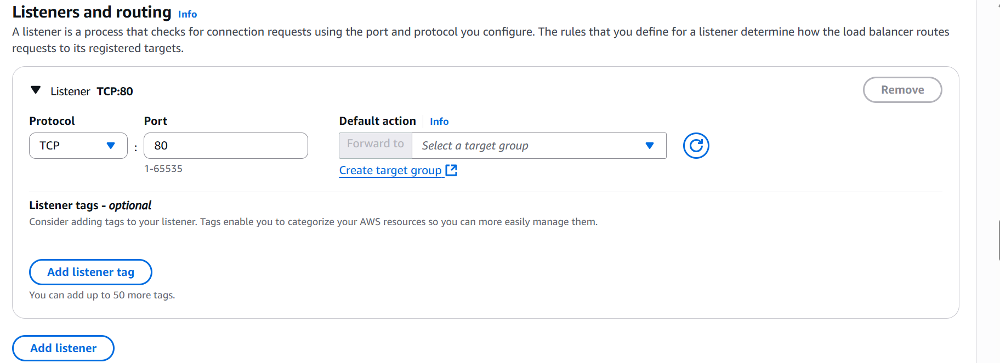 Listeners and routing Info
A listener is a process that checks for connection requests using the port and protocol you configure. The rules that you define for a listener determine how the load balancer routes
requests to its registered targets.
Listener TCP:80
Remove
Protocol Port Default action Info
TCP : 80 Forward to Select a target group
1-65535 Create target group
Listener tags - optional
Consider adding tags to your listener. Tags enable you to categorize your AWS resources so you can more easily manage them.
Add listener tag
You can add up to 50 more tags.
Add listener